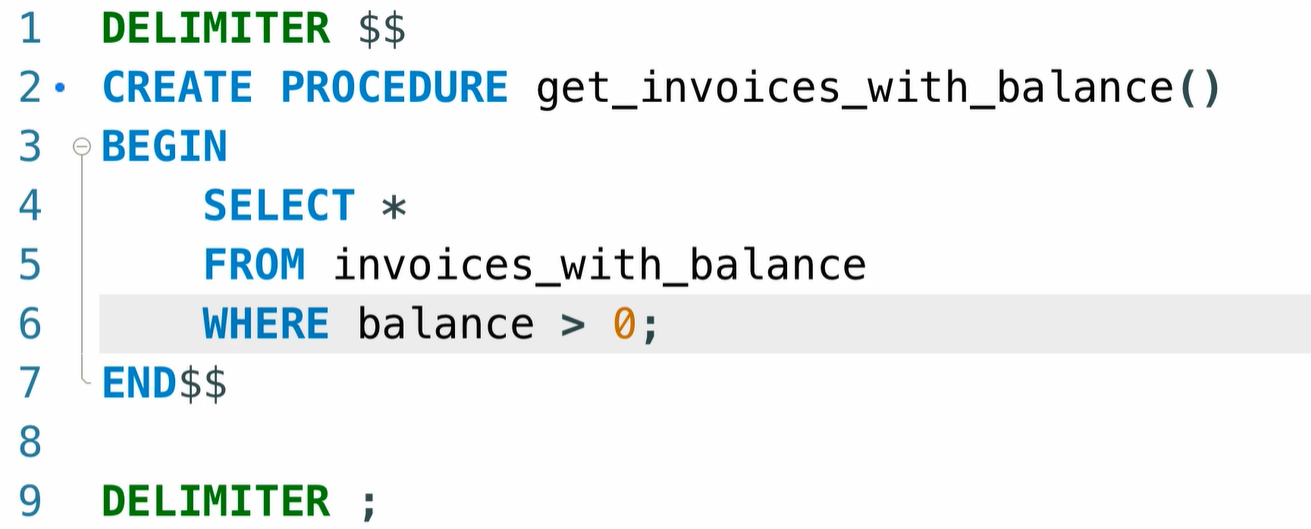 1 DELIMITER $$
2 CREATE PROCEDURE get_invoices_with_balance()
3 BEGIN
4 SELECT *
5 FROM invoices_with_balance
6 WHERE balance > 0;
7 END$$
8
9 DELIMITER ;